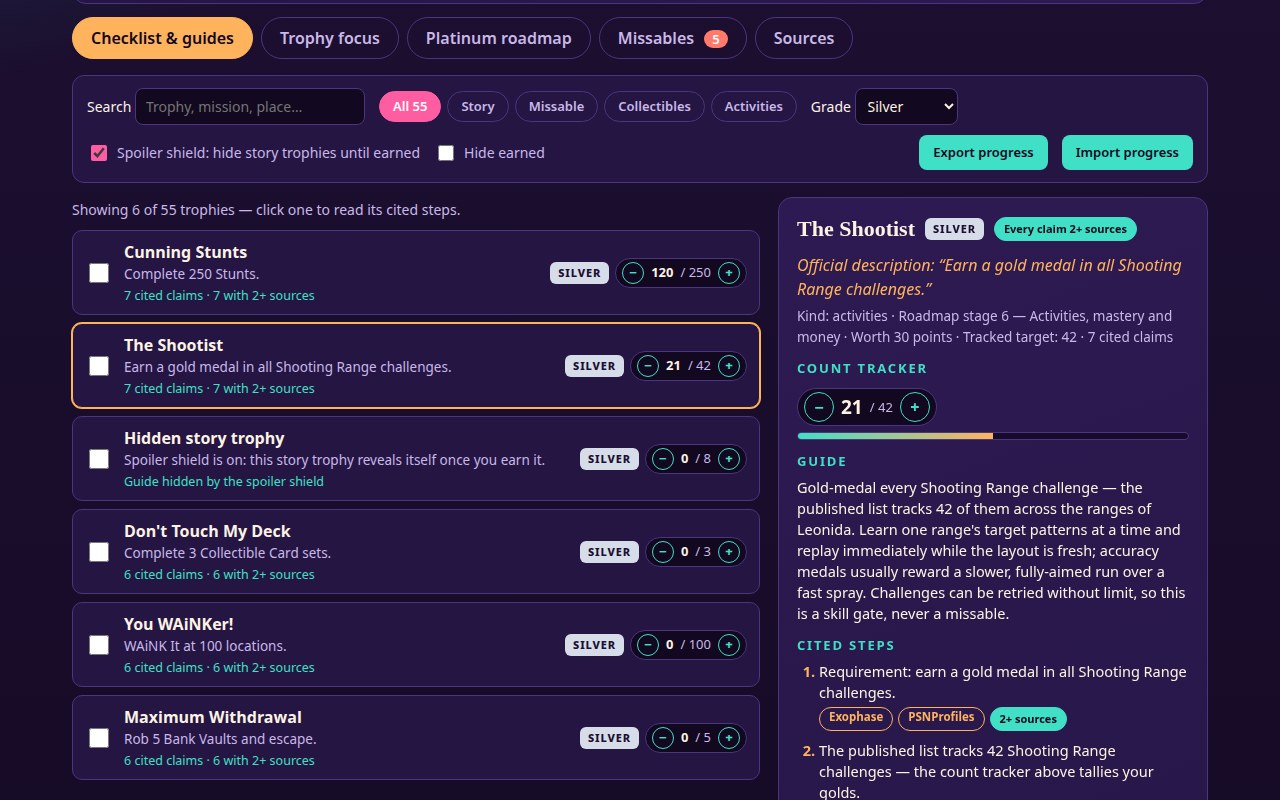 Checklist & guides
Trophy focus
Platinum roadmap
Missables 5
Sources
Search Trophy, mission, place... All 55 Story Missable Collectibles Activities Grade Silver
Spoiler shield: hide story trophies until earned Hide earned Export progress Import progress
Showing 6 of 55 trophies — click one to read its cited steps.
Cunning Stunts
Complete 250 Stunts.
7 cited claims · 7 with 2+ sources
SILVER − 120 / 250 +
The Shootist
Earn a gold medal in all Shooting Range challenges.
7 cited claims · 7 with 2+ sources
SILVER − 21 / 42 +
Hidden story trophy
Spoiler shield is on: this story trophy reveals itself once you earn it.
Guide hidden by the spoiler shield
SILVER − 0 / 8 +
Don't Touch My Deck
Complete 3 Collectible Card sets.
6 cited claims · 6 with 2+ sources
SILVER − 0 / 3 +
You WAiNKer!
WAiNK It at 100 locations.
6 cited claims · 6 with 2+ sources
SILVER − 0 / 100 +
Maximum Withdrawal
Rob 5 Bank Vaults and escape.
6 cited claims · 6 with 2+ sources
SILVER − 0 / 5 +
The Shootist SILVER Every claim 2+ sources
Official description: “Earn a gold medal in all Shooting
Range challenges.”
Kind: activities · Roadmap stage 6 — Activities, mastery and
money · Worth 30 points · Tracked target: 42 · 7 cited claims
COUNT TRACKER
− 21 / 42 +
GUIDE
Gold-medal every Shooting Range challenge — the
published list tracks 42 of them across the ranges of
Leonida. Learn one range's target patterns at a time and
replay immediately while the layout is fresh; accuracy
medals usually reward a slower, fully-aimed run over a
fast spray. Challenges can be retried without limit, so this
is a skill gate, never a missable.
CITED STEPS
1. Requirement: earn a gold medal in all Shooting Range
challenges.
Exophase PSNProfiles 2+ sources
2. The published list tracks 42 Shooting Range
challenges — the count tracker above tallies your
golds.